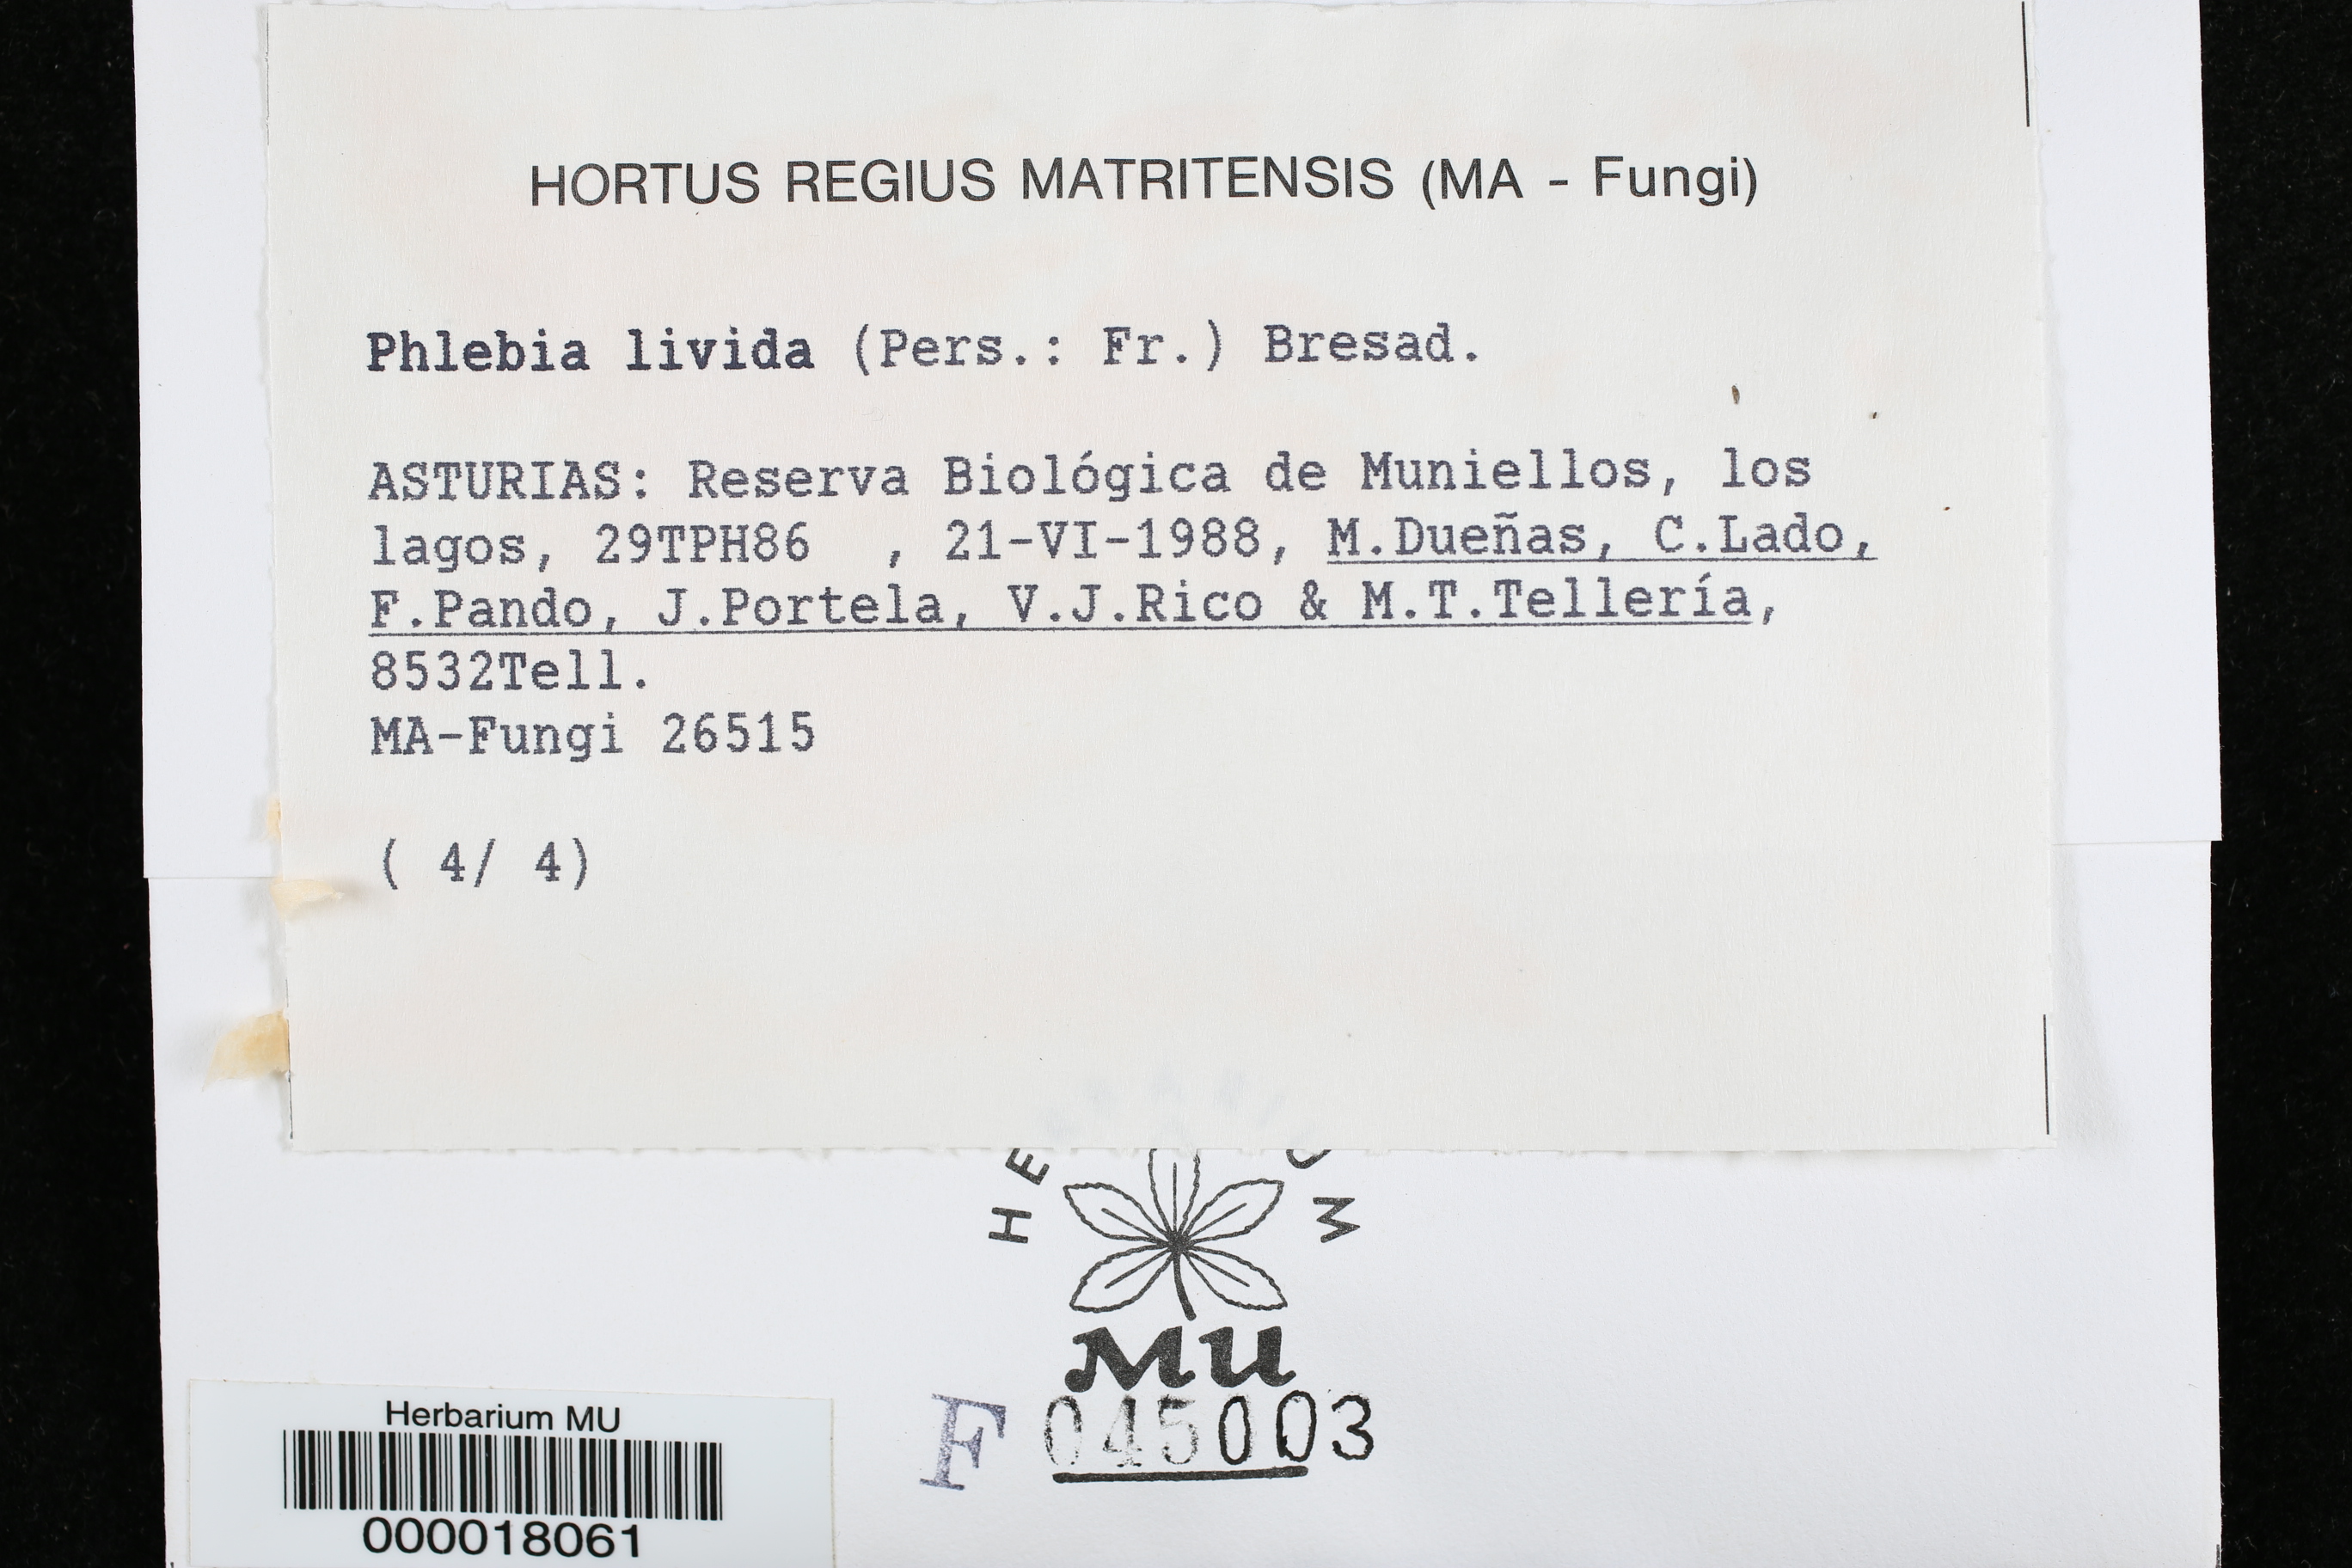 HORTUS REGIUS MATRITENSIS (MA - Fungi)
Phlebia livida (Pers.: Fr.) Bresad.
ASTURIAS: Reserva Biológica de Muniellos, los
lagos, 29TPH86 , 21-VI-1988, M.Dueñas, C.Lado,
F.Pando, J.Portela, V.J.Rico & M.T.Tellería,
8532Tell.
MA-Fungi 26515
( 4/ 4)
MU
F 045003
Herbarium MU
000018061